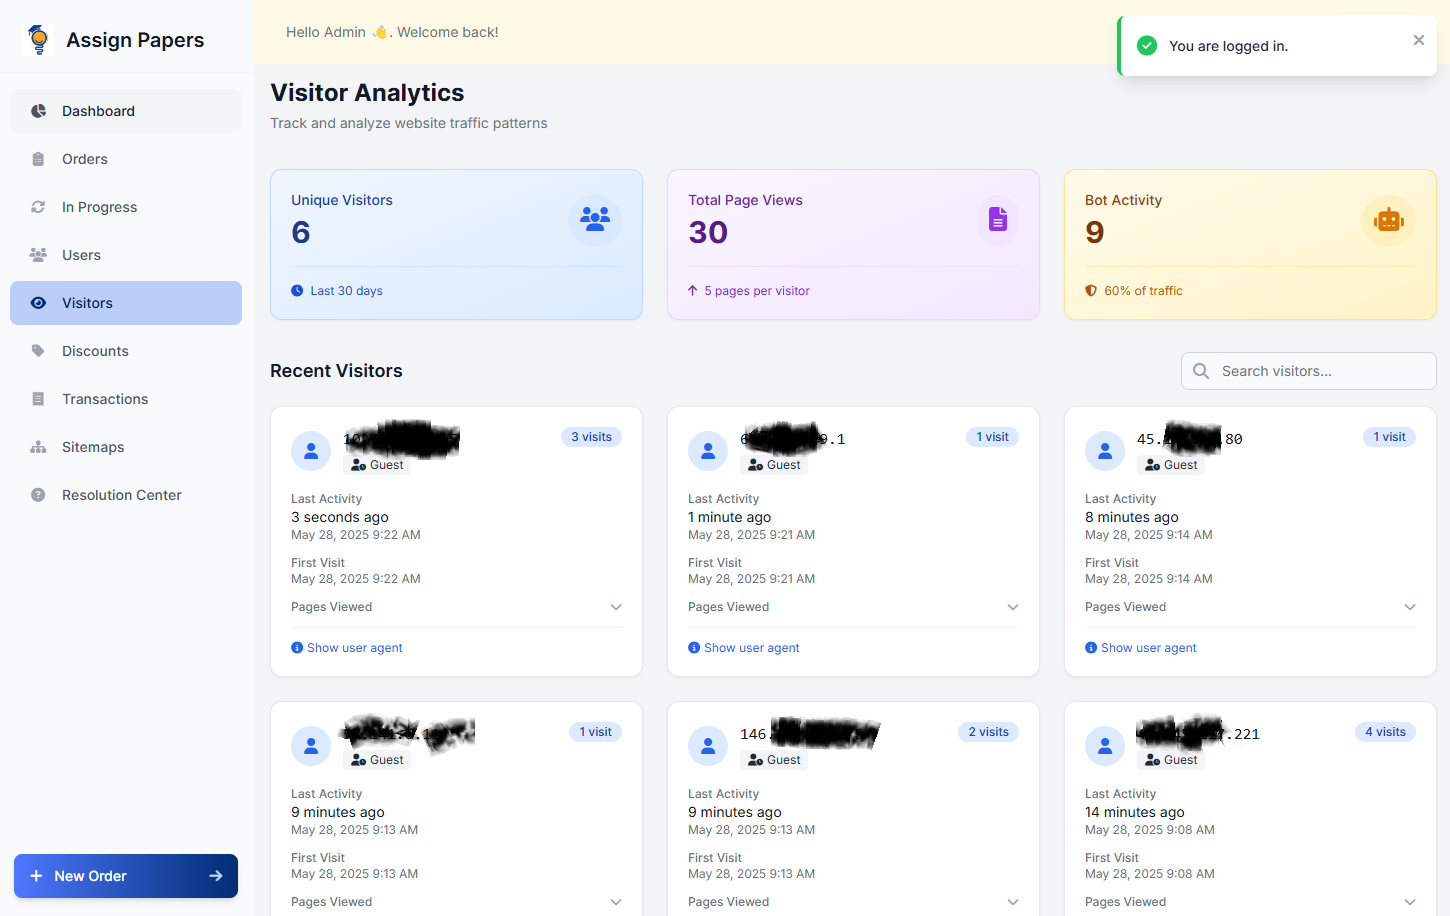 Assign Papers
Hello Admin 👋. Welcome back!
You are logged in.
Dashboard
Orders
In Progress
Users
Visitors
Discounts
Transactions
Sitemaps
Resolution Center
New Order
Visitor Analytics
Track and analyze website traffic patterns
Unique Visitors
6
Last 30 days
Total Page Views
30
5 pages per visitor
Bot Activity
9
60% of traffic
Recent Visitors
Search visitors...
3 visits
Guest
Last Activity
3 seconds ago
May 28, 2025 9:22 AM
First Visit
May 28, 2025 9:22 AM
Pages Viewed
Show user agent
9.1
1 visit
Guest
Last Activity
1 minute ago
May 28, 2025 9:21 AM
First Visit
May 28, 2025 9:21 AM
Pages Viewed
Show user agent
45. .80
1 visit
Guest
Last Activity
8 minutes ago
May 28, 2025 9:14 AM
First Visit
May 28, 2025 9:14 AM
Pages Viewed
Show user agent
1 visit
Guest
Last Activity
9 minutes ago
May 28, 2025 9:13 AM
First Visit
May 28, 2025 9:13 AM
Pages Viewed
146.
2 visits
Guest
Last Activity
9 minutes ago
May 28, 2025 9:13 AM
First Visit
May 28, 2025 9:13 AM
Pages Viewed
.221
4 visits
Guest
Last Activity
14 minutes ago
May 28, 2025 9:08 AM
First Visit
May 28, 2025 9:08 AM
Pages Viewed